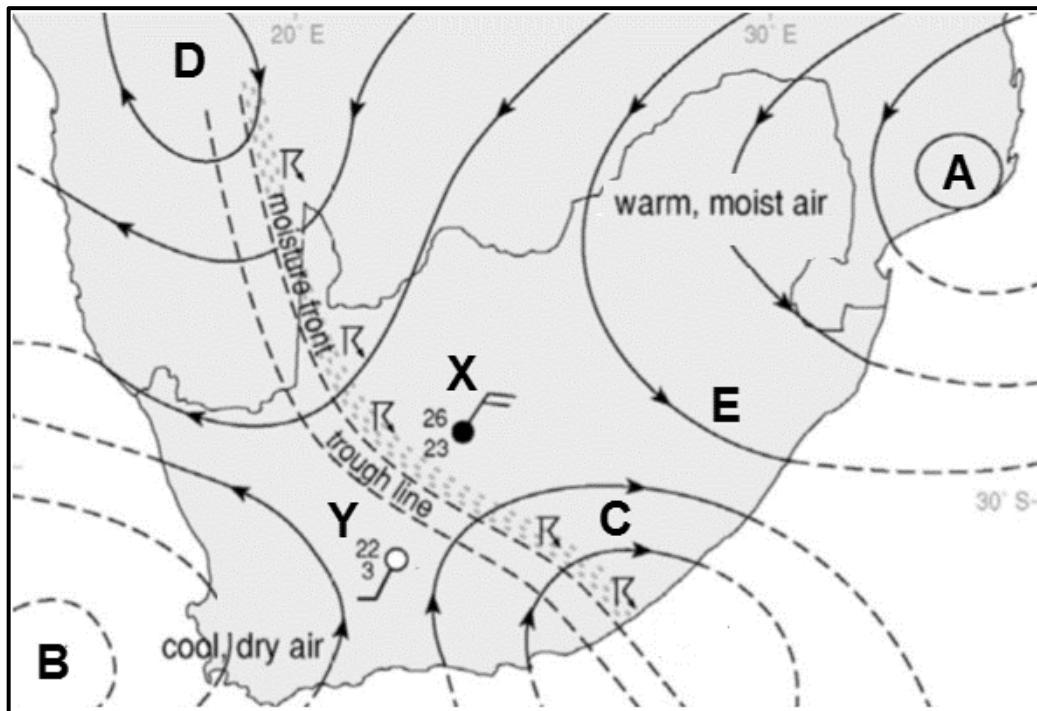 20° E
30° E
D
A
warm, moist air
moisture front
X
26
23
E
trough line
30° S
Y
C
22
3
cool, dry air
B